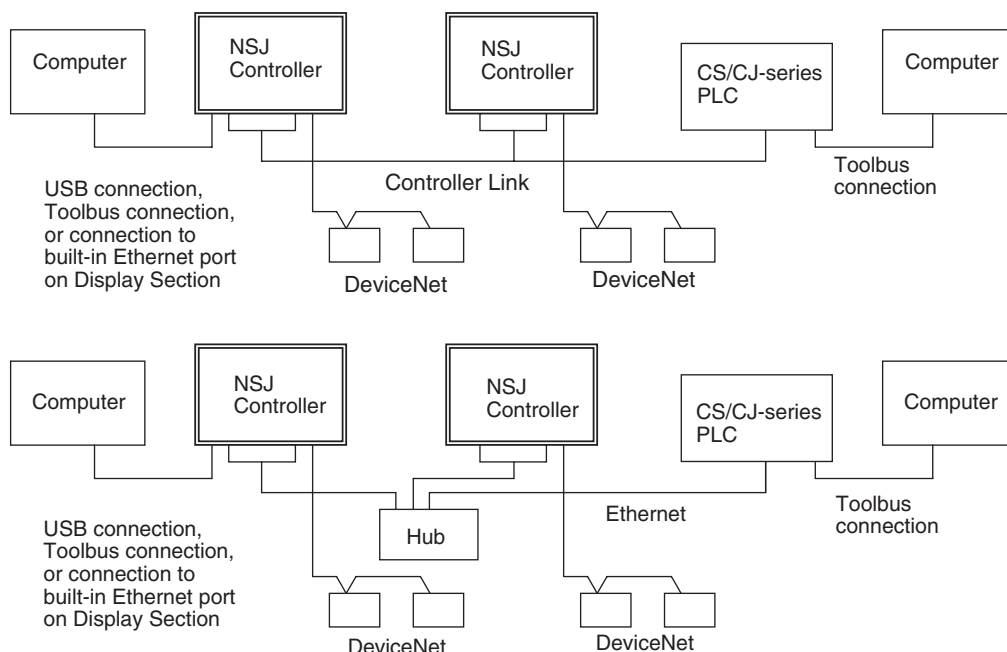 Computer
NSJ
Controller
NSJ
Controller
CS/CJ-series
PLC
Computer
USB connection,
Toolbus connection,
or connection to
built-in Ethernet port
on Display Section
Controller Link
Toolbus
connection
DeviceNet
DeviceNet
Computer
NSJ
Controller
NSJ
Controller
CS/CJ-series
PLC
Computer
USB connection,
Toolbus connection,
or connection to
built-in Ethernet port
on Display Section
Hub
Ethernet
Toolbus
connection
DeviceNet
DeviceNet